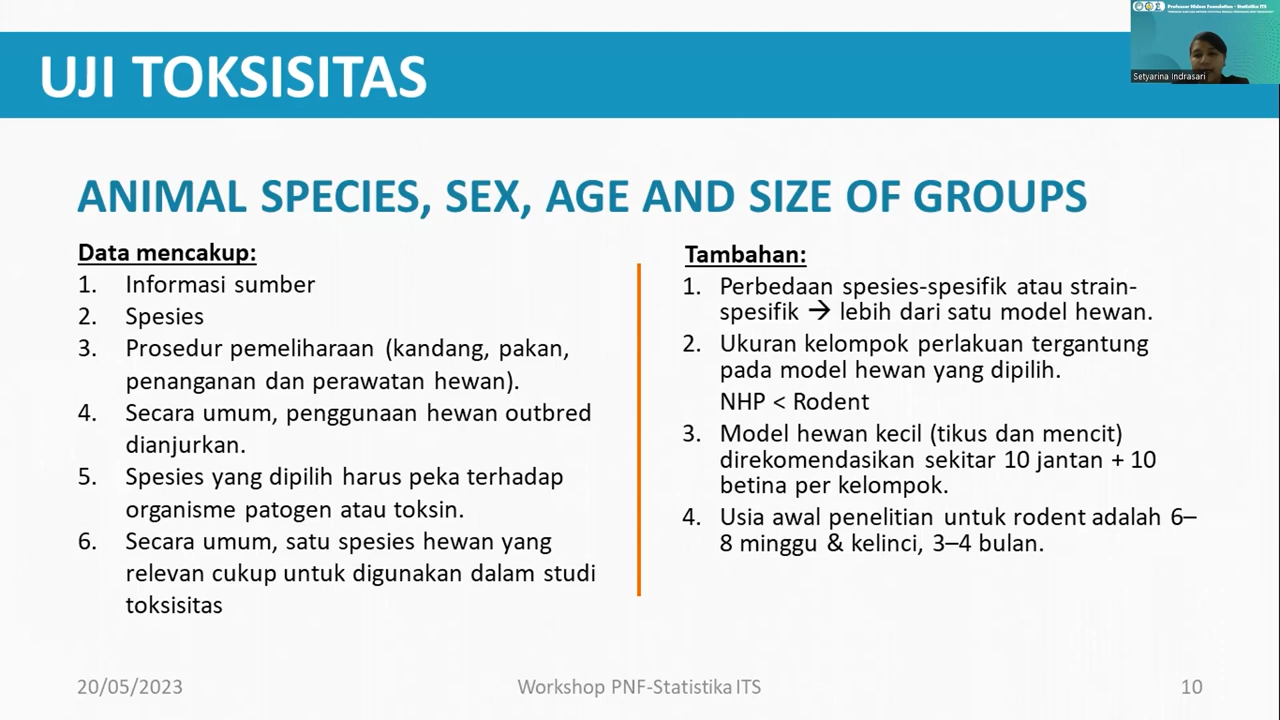 Professor Nidom Foundation - Statistika ITS
Setyarina Indrasari
UJI TOKSISITAS
ANIMAL SPECIES, SEX, AGE AND SIZE OF GROUPS
Data mencakup:
1. Informasi sumber
2. Spesies
3. Prosedur pemeliharaan (kandang, pakan,
penanganan dan perawatan hewan).
4. Secara umum, penggunaan hewan outbred
dianjurkan.
5. Spesies yang dipilih harus peka terhadap
organisme patogen atau toksin.
6. Secara umum, satu spesies hewan yang
relevan cukup untuk digunakan dalam studi
toksisitas
Tambahan:
1. Perbedaan spesies-spesifik atau strain-
spesifik → lebih dari satu model hewan.
2. Ukuran kelompok perlakuan tergantung
pada model hewan yang dipilih.
NHP < Rodent
3. Model hewan kecil (tikus dan mencit)
direkomendasikan sekitar 10 jantan + 10
betina per kelompok.
4. Usia awal penelitian untuk rodent adalah 6–
8 minggu & kelinci, 3–4 bulan.
20/05/2023
Workshop PNF-Statistika ITS
10